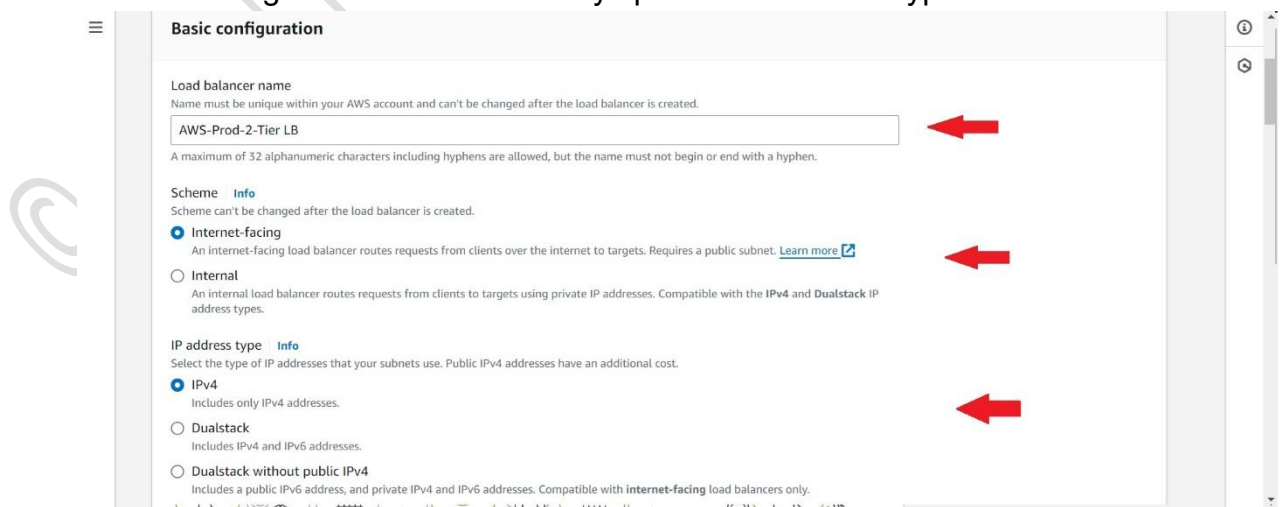 Basic configuration
Load balancer name
Name must be unique within your AWS account and can't be changed after the load balancer is created.
AWS-Prod-2-Tier LB
A maximum of 32 alphanumeric characters including hyphens are allowed, but the name must not begin or end with a hyphen.
Scheme Info
Scheme can't be changed after the load balancer is created.
Internet-facing
An internet-facing load balancer routes requests from clients over the internet to targets. Requires a public subnet. Learn more
Internal
An internal load balancer routes requests from clients to targets using private IP addresses. Compatible with the IPv4 and Dualstack IP
address types.
IP address type Info
Select the type of IP addresses that your subnets use. Public IPv4 addresses have an additional cost.
IPv4
Includes only IPv4 addresses.
Dualstack
Includes IPv4 and IPv6 addresses.
Dualstack without public IPv4
Includes a public IPv6 address, and private IPv4 and IPv6 addresses. Compatible with internet-facing load balancers only.